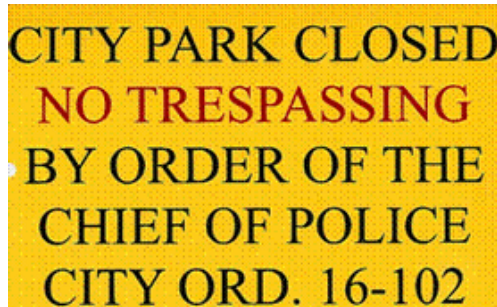 CITY PARK CLOSED
NO TRESPASSING
BY ORDER OF THE
CHIEF OF POLICE
CITY ORD. 16-102